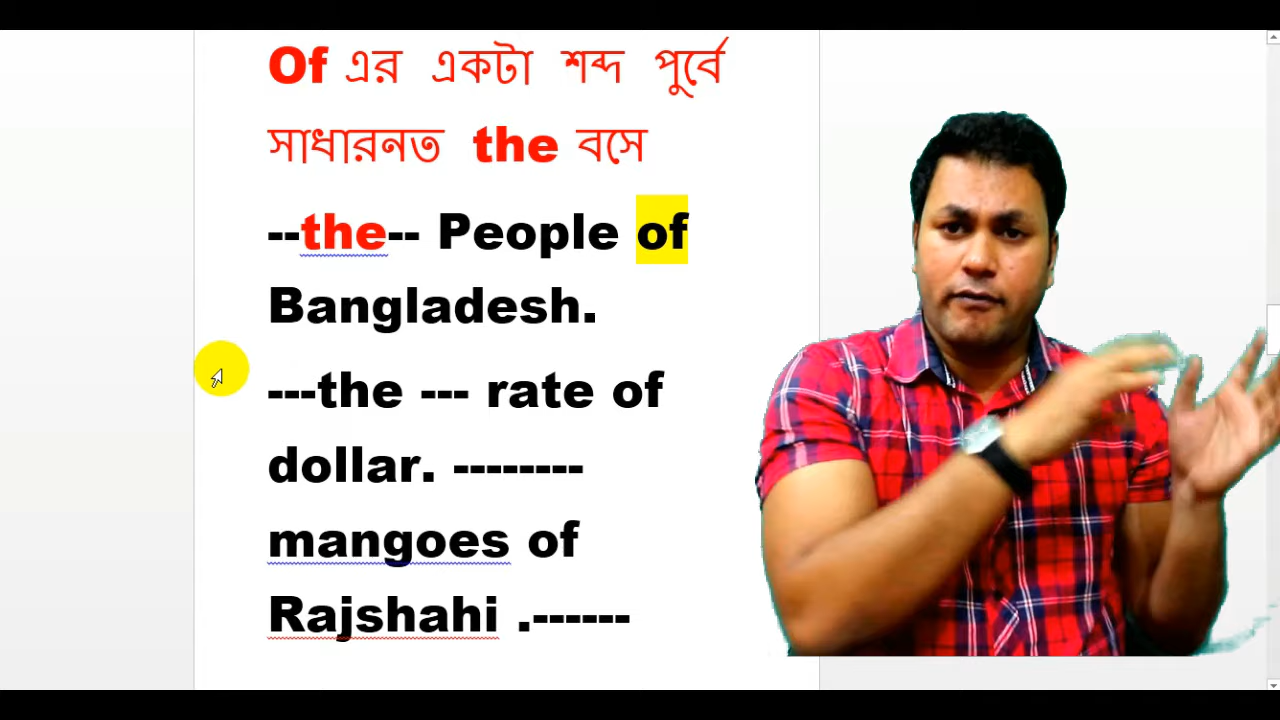 Of এর একটা শব্দ পুর্বে
সাধারনত the বসে
--the-- People of
Bangladesh.
---the --- rate of
dollar. --------
mangoes of
Rajshahi .------